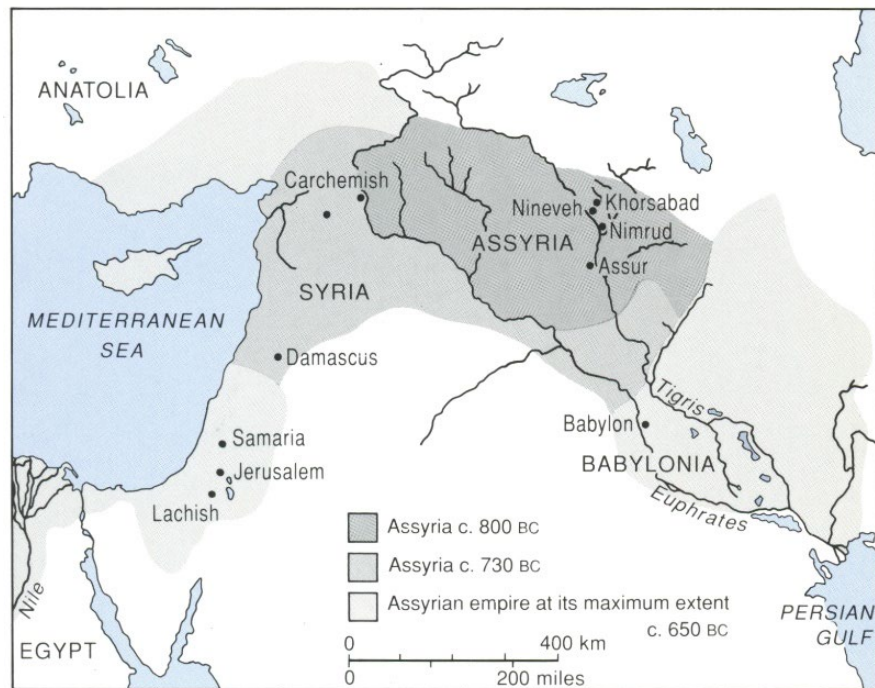 ANATOLIA
Carchemish
Khorsabad
Nineveh
Nimrud
ASSYRIA
Assur
SYRIA
MEDITERRANEAN
SEA
Damascus
Tigris
Samaria
Babylon
Jerusalem
BABYLONIA
Lachish
Euphrates
Assyria c. 800 BC
Assyria c. 730 BC
Assyrian empire at its maximum extent
c. 650 BC
Nile
EGYPT
PERSIAN
GULF
0 400 km
0 200 miles